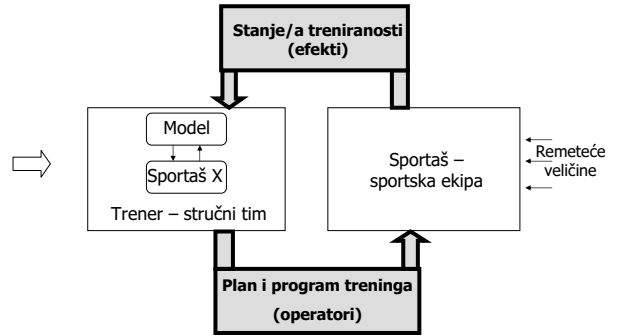 Stanje/a treniranosti
(efekti)
Model
Sportaš X
Trener – stručni tim
Sportaš –
sportska ekipa
Remeteće
veličine
Plan i program treninga
(operatori)